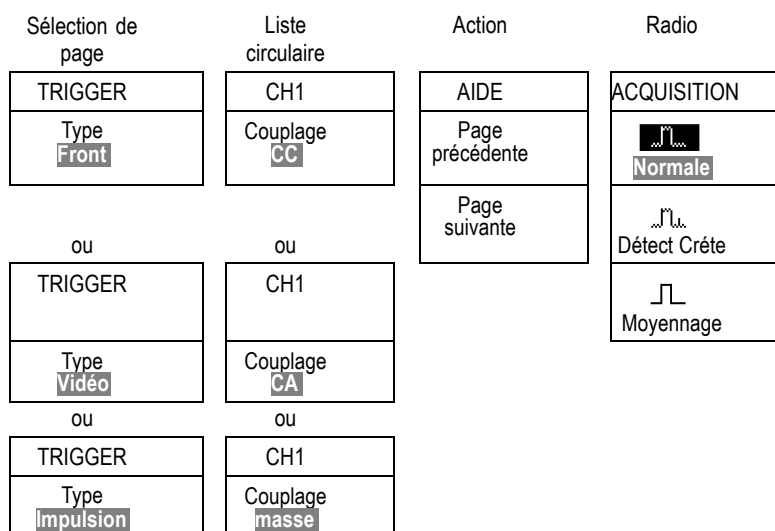 Sélection de
page
Liste
circulaire
Action
Radio
TRIGGER
Type
Front
CH1
Couplage
CC
AIDE
Page
précédente
Page
suivante
ACQUISITION
Normale
Détect Créte
Moyennage
ou
ou
TRIGGER
Type
Vidéo
CH1
Couplage
CA
ou
ou
TRIGGER
Type
Impulsion
CH1
Couplage
masse